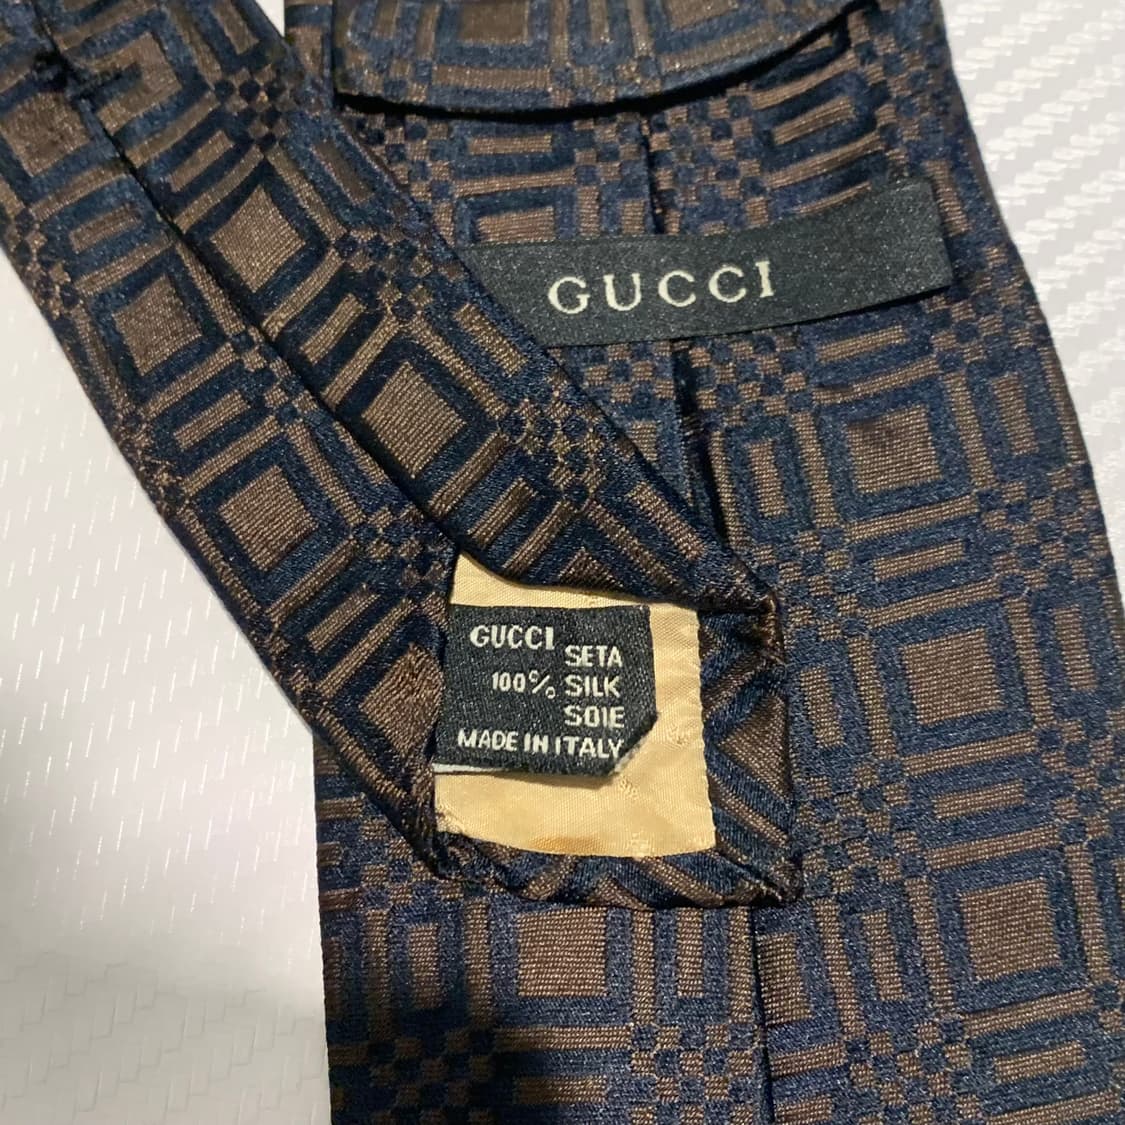 GUCCI
GUCCI
SETA
100% SILK
SOIE
MADE IN ITALY